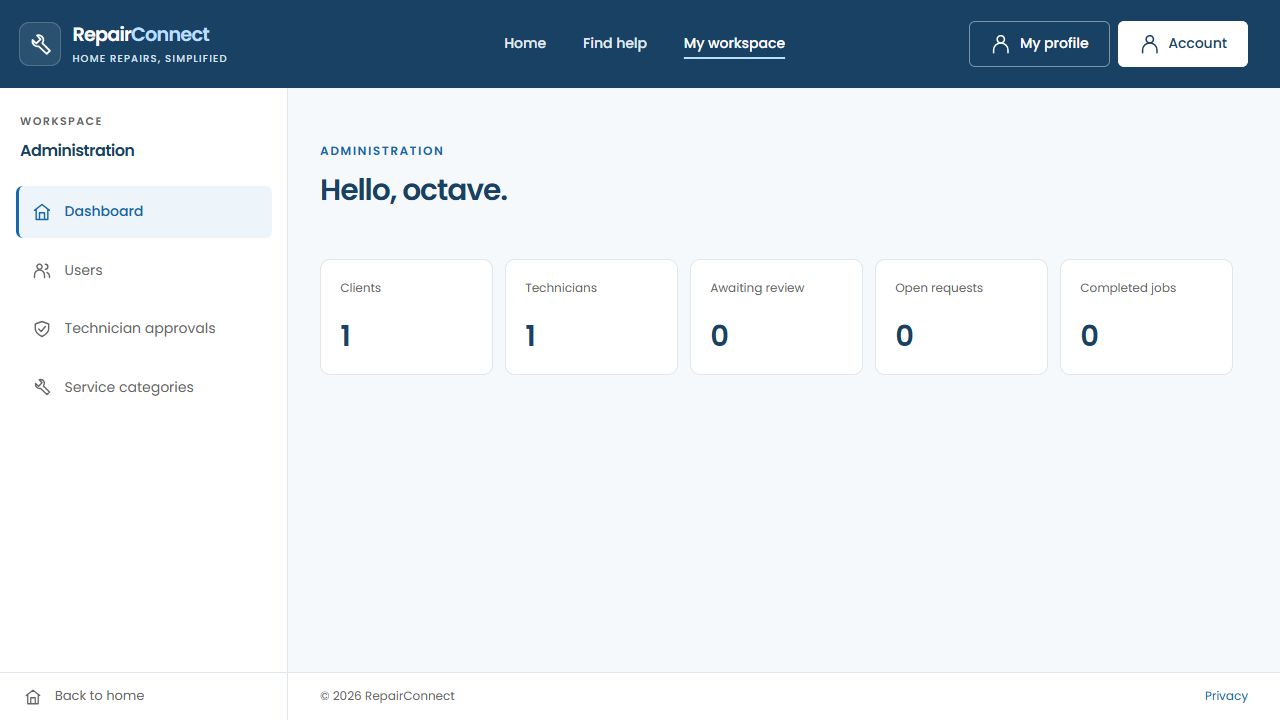 RepairConnect
HOME REPAIRS, SIMPLIFIED
Home
Find help
My workspace
My profile
Account
WORKSPACE
Administration
Dashboard
Users
Technician approvals
Service categories
Back to home
ADMINISTRATION
Hello, octave.
Clients
1
Technicians
1
Awaiting review
0
Open requests
0
Completed jobs
0
© 2026 RepairConnect
Privacy